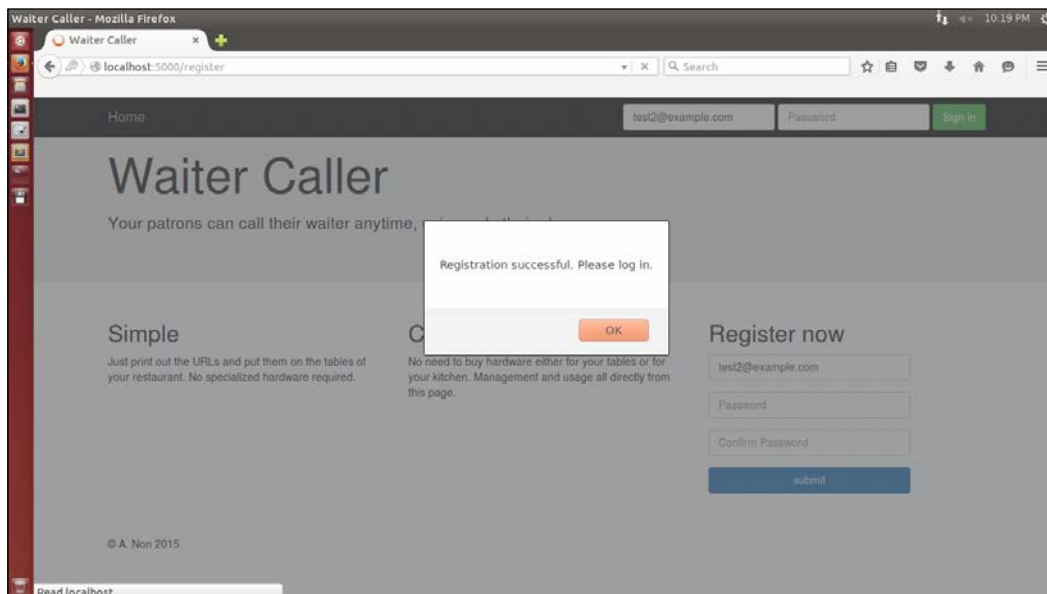 Waiter Caller - Mozilla Firefox
10:19 PM
Waiter Caller
localhost:5000/register
Search
Home
test2@example.com
Password
Sign in
Waiter Caller
Your patrons can call their waiter anytime,
Registration successful. Please log in.
OK
Simple
Just print out the URLs and put them on the tables of
your restaurant. No specialized hardware required.
C
No need to buy hardware either for your tables or for
your kitchen. Management and usage all directly from
this page.
Register now
test2@example.com
Password
Confirm Password
submit
© A. Non 2015
Read localhost